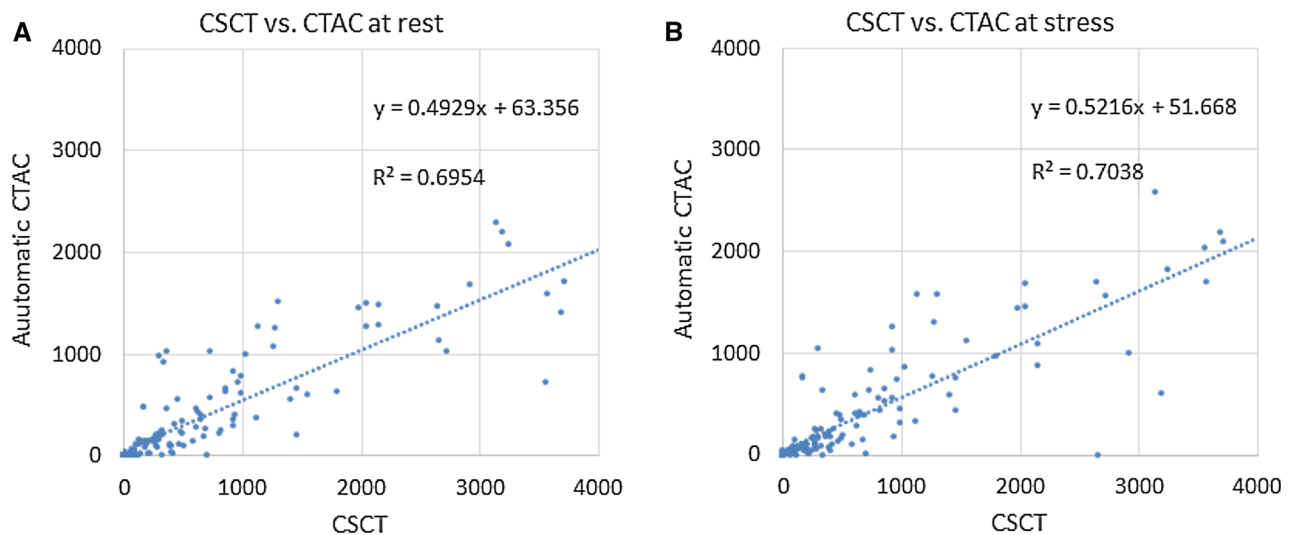 A
CSCT vs. CTAC at rest
4000
3000
2000
1000
0
Auutomatic CTAC
y = 0.4929x + 63.356
R² = 0.6954
0 1000 2000 3000 4000
CSCT
B
CSCT vs. CTAC at stress
4000
3000
2000
1000
0
Automatic CTAC
y = 0.5216x + 51.668
R² = 0.7038
0 1000 2000 3000 4000
CSCT